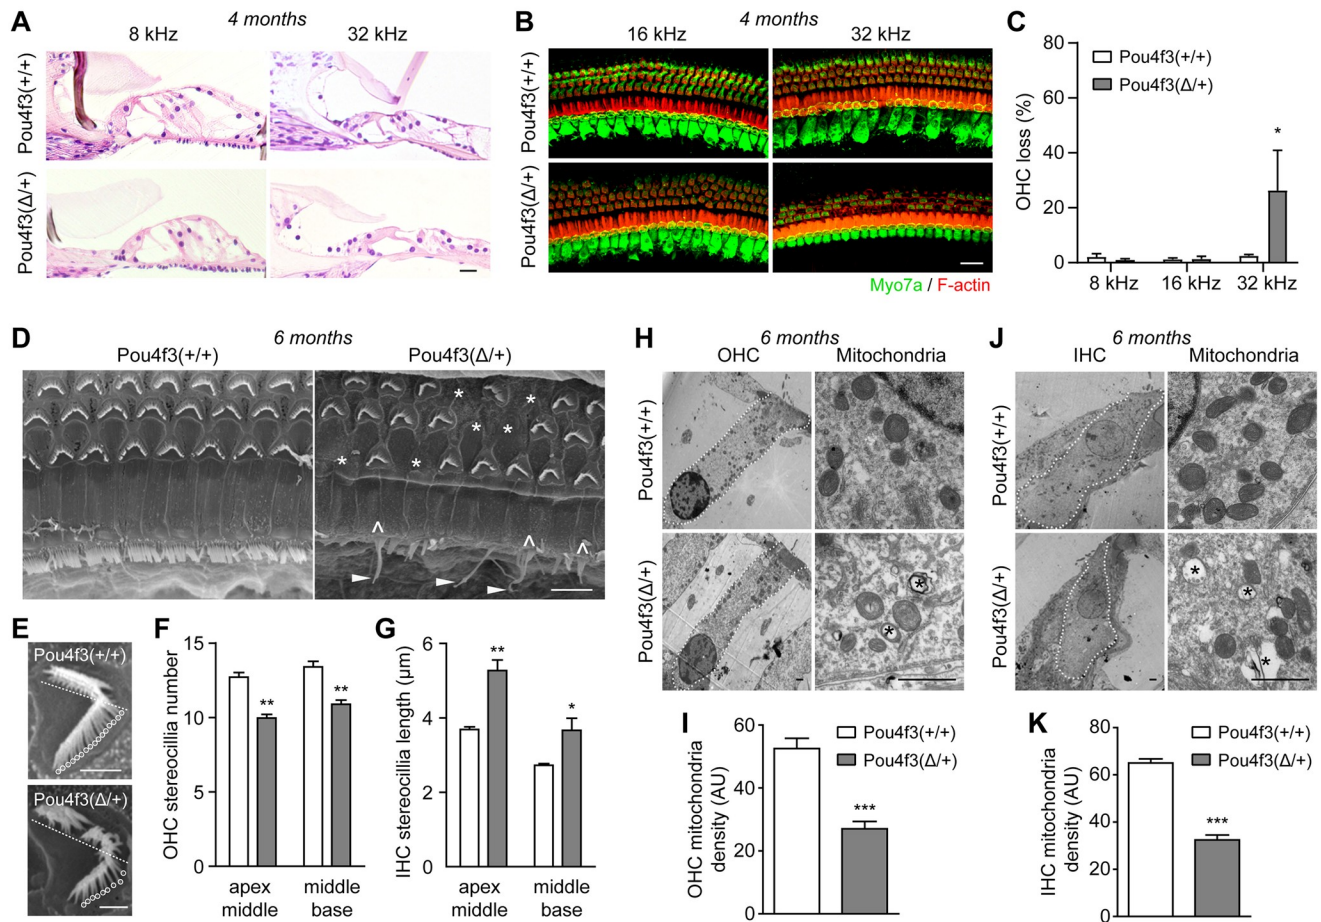 A
4 months
8 kHz
32 kHz
Pou4f3(+/+)
Pou4f3(Δ/+)
B
4 months
16 kHz
32 kHz
Pou4f3(+/+)
Pou4f3(Δ/+)
Myo7a / F-actin
C
Pou4f3(+/+)
Pou4f3(Δ/+)
OHC loss (%)
80
60
40
20
0
*
8 kHz
16 kHz
32 kHz
D
6 months
Pou4f3(+/+)
Pou4f3(Δ/+)
* * * * * *
^ ^ ^
E
Pou4f3(+/+)
Pou4f3(Δ/+)
F
OHC stereocillia number
15
10
5
0
**
**
apex
middle
middle
base
G
IHC stereocillia length (μm)
6
4
2
0
**
*
apex
middle
middle
base
H
6 months
OHC
Mitochondria
Pou4f3(+/+)
Pou4f3(Δ/+)
* *
I
Pou4f3(+/+)
Pou4f3(Δ/+)
OHC mitochondria
density (AU)
60
40
20
0
***
J
6 months
IHC
Mitochondria
Pou4f3(+/+)
Pou4f3(Δ/+)
* * *
K
Pou4f3(+/+)
Pou4f3(Δ/+)
IHC mitochondria
density (AU)
80
60
40
20
0
***